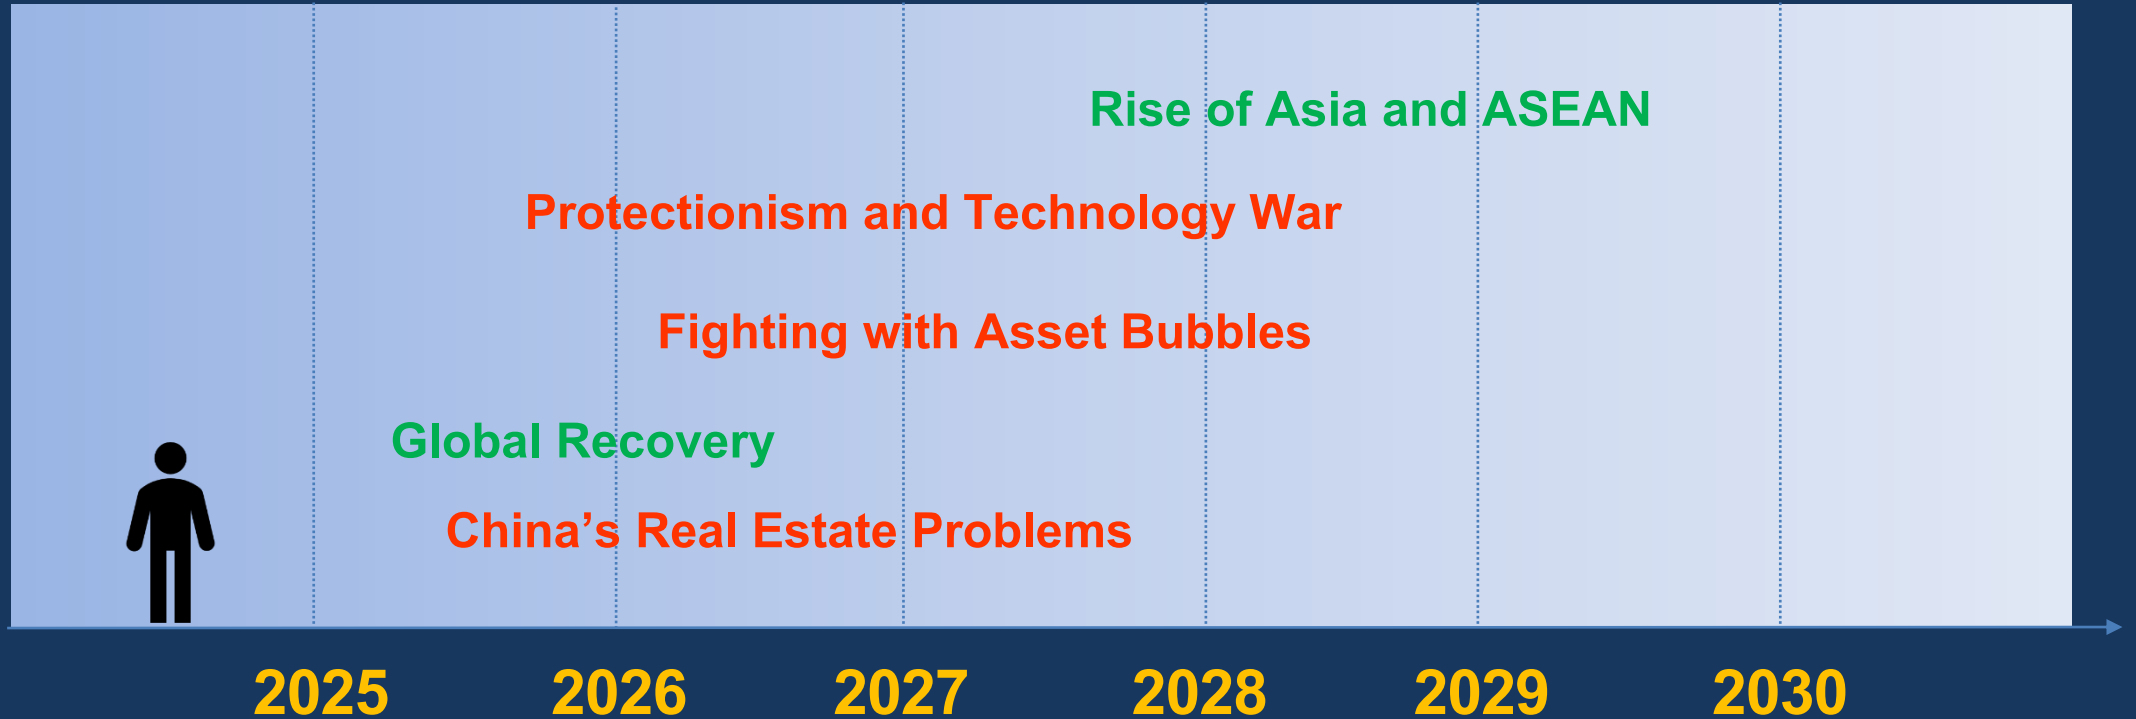 Rise of Asia and ASEAN
Protectionism and Technology War
Fighting with Asset Bubbles
Global Recovery
China’s Real Estate Problems
2025 2026 2027 2028 2029 2030